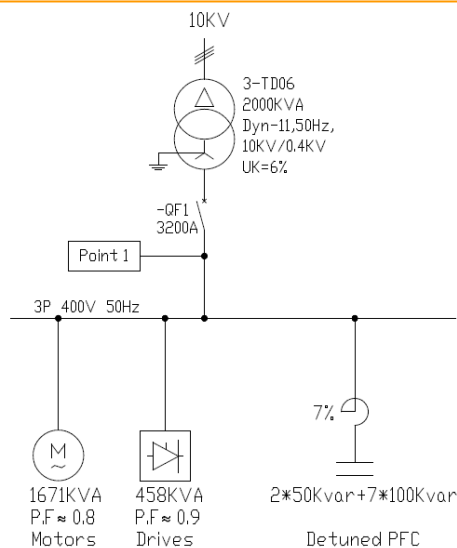 10KV
3-TD06
2000KVA
Dyn-11,50Hz,
10KV/0.4KV
UK=6%
-QF1
3200A
Point 1
3P 400V 50Hz
M
~
7%
1671KVA
P.F ≈ 0.8
Motors
458KVA
P.F ≈ 0.9
Drives
2*50Kvar+7*100Kvar
Detuned PFC